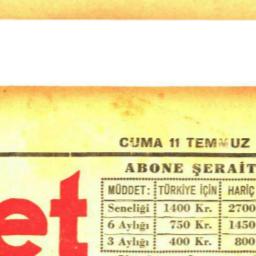 CUMA 11 TEMMUZ
ABONE ŞERAİT
et
MÜDDET: TÜRKİYE İÇİN HARİÇ
Seneliği 1400 Kr. 2700
6 Aylığı 750 Kr. 1450
3 Aylığı 400 Kr. 800